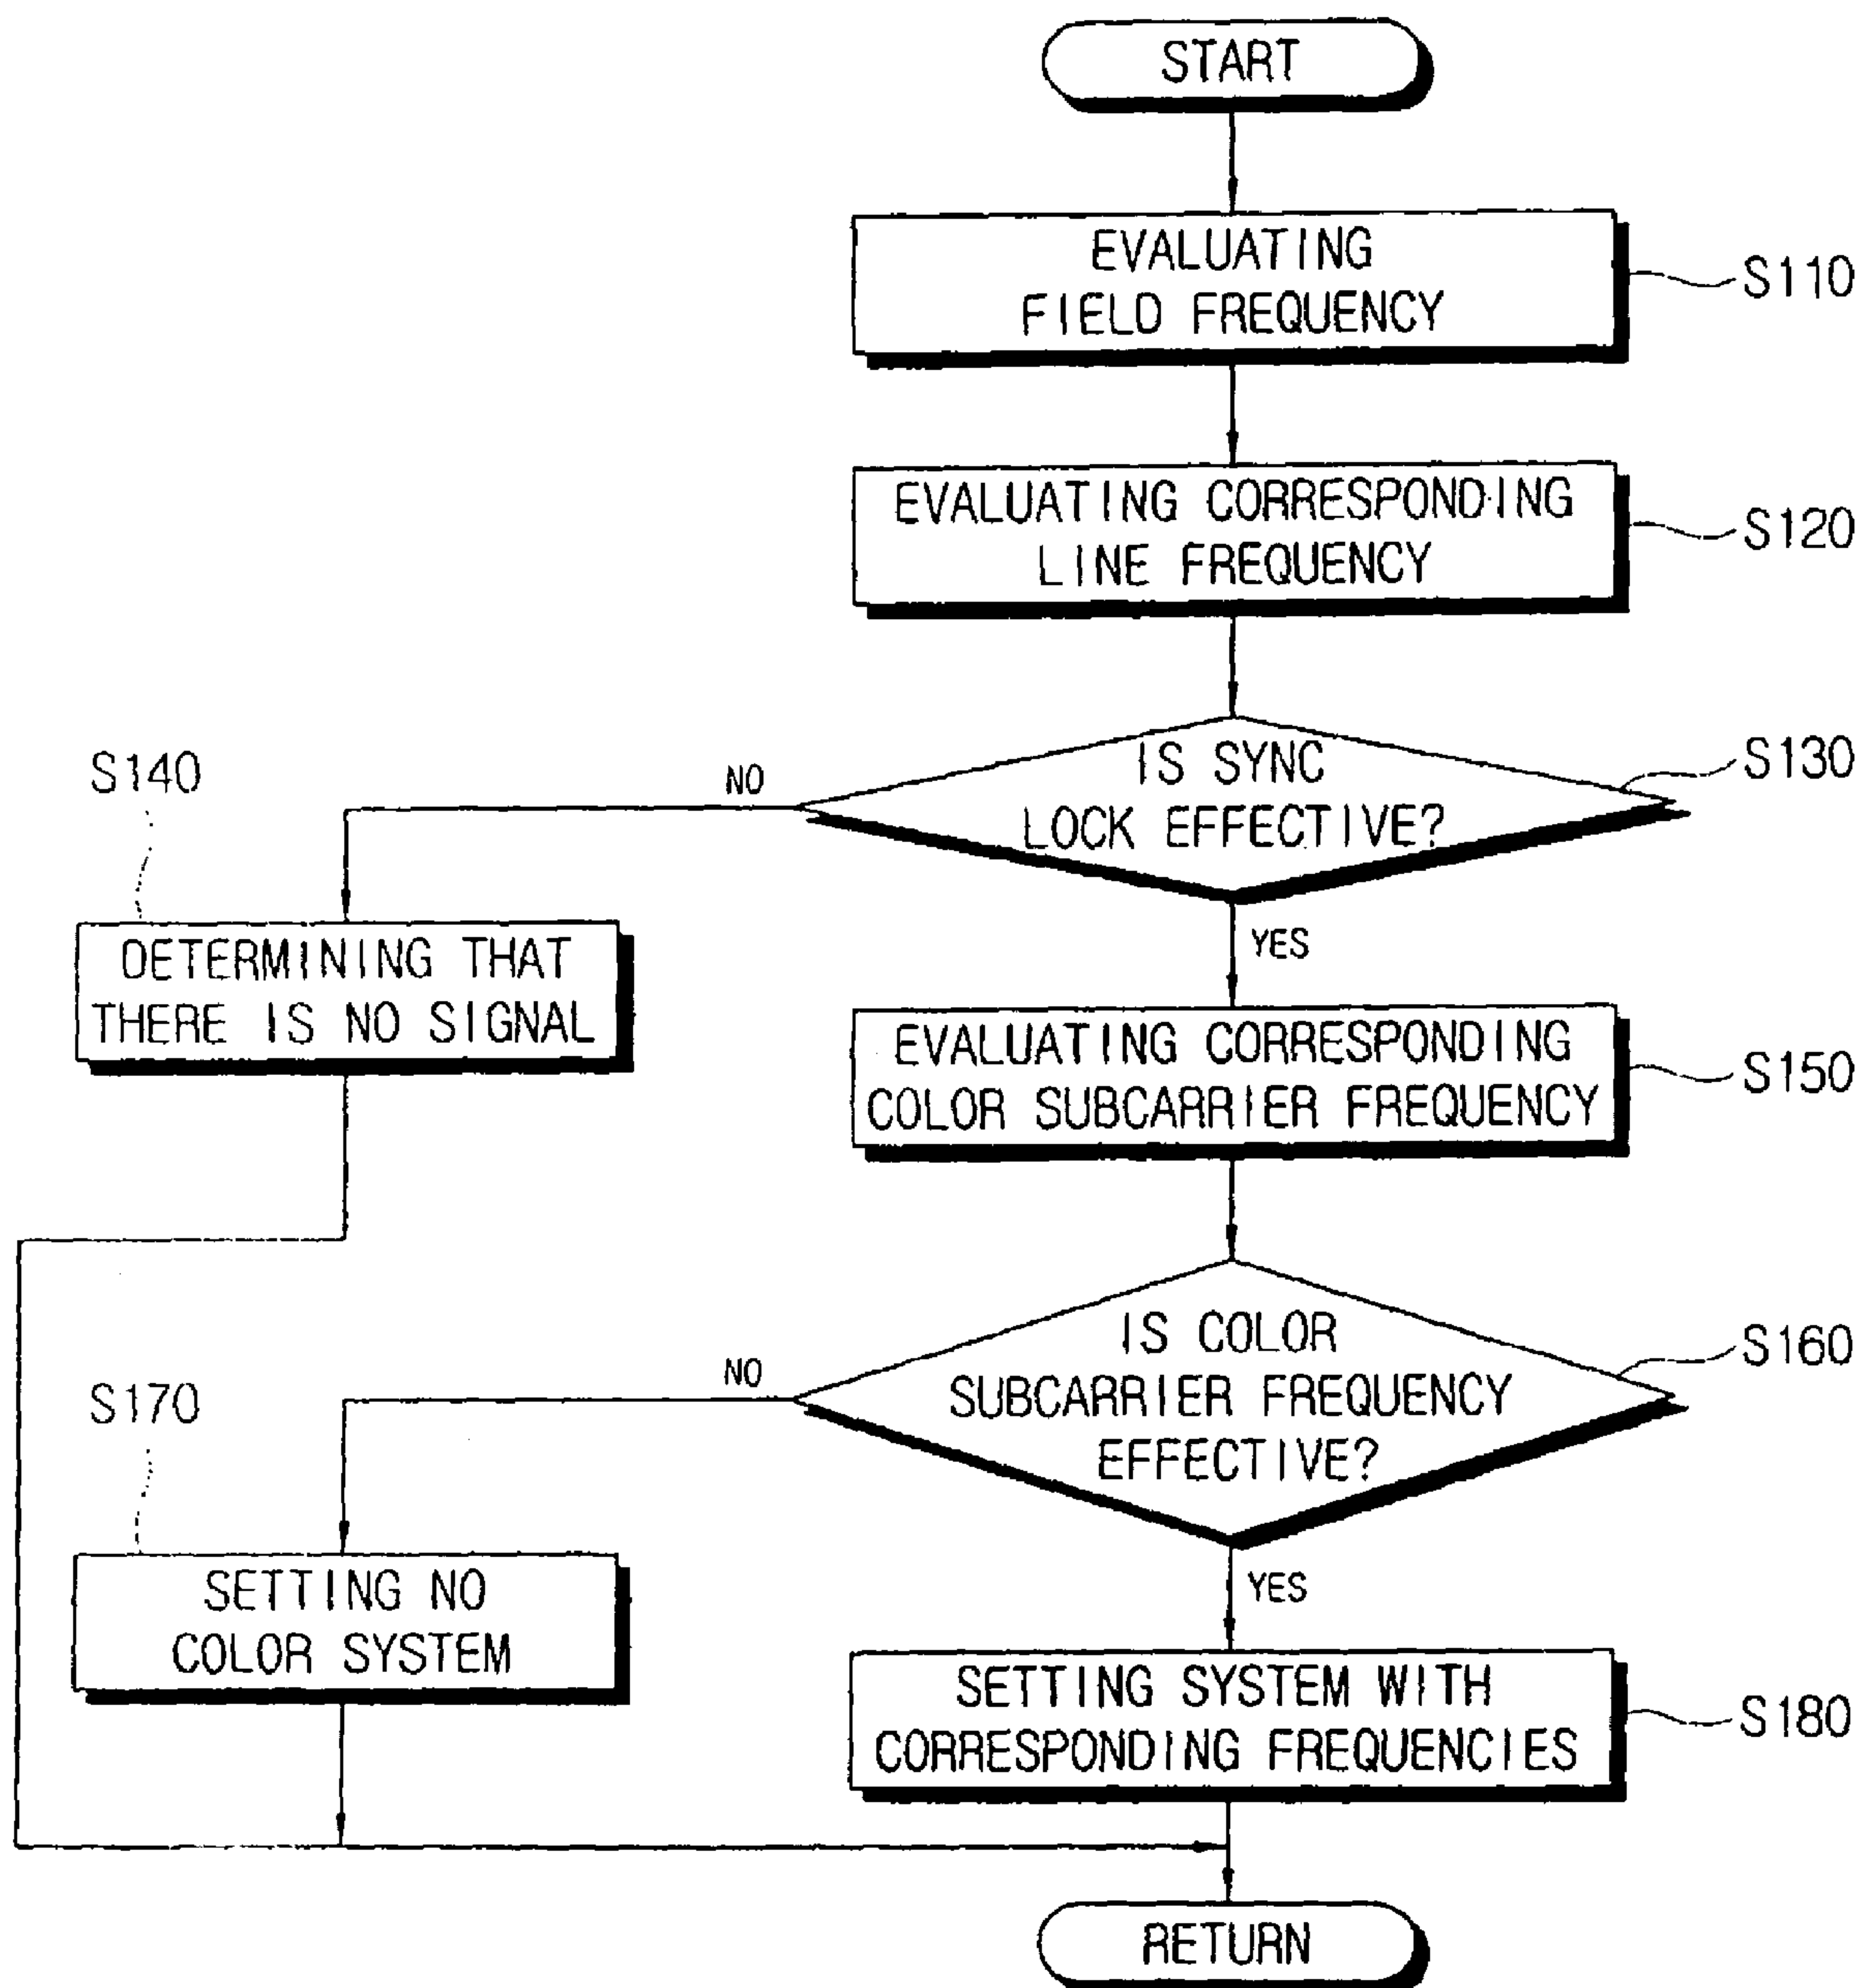 START
EVALUATING
FIELD FREQUENCY
S110
EVALUATING CORRESPONDING
LINE FREQUENCY
S120
IS SYNC
LOCK EFFECTIVE?
S130
NO
YES
S140
DETERMINING THAT
THERE IS NO SIGNAL
EVALUATING CORRESPONDING
COLOR SUBCARRIER FREQUENCY
S150
IS COLOR
SUBCARRIER FREQUENCY
EFFECTIVE?
S160
NO
YES
S170
SETTING NO
COLOR SYSTEM
SETTING SYSTEM WITH
CORRESPONDING FREQUENCIES
S180
RETURN